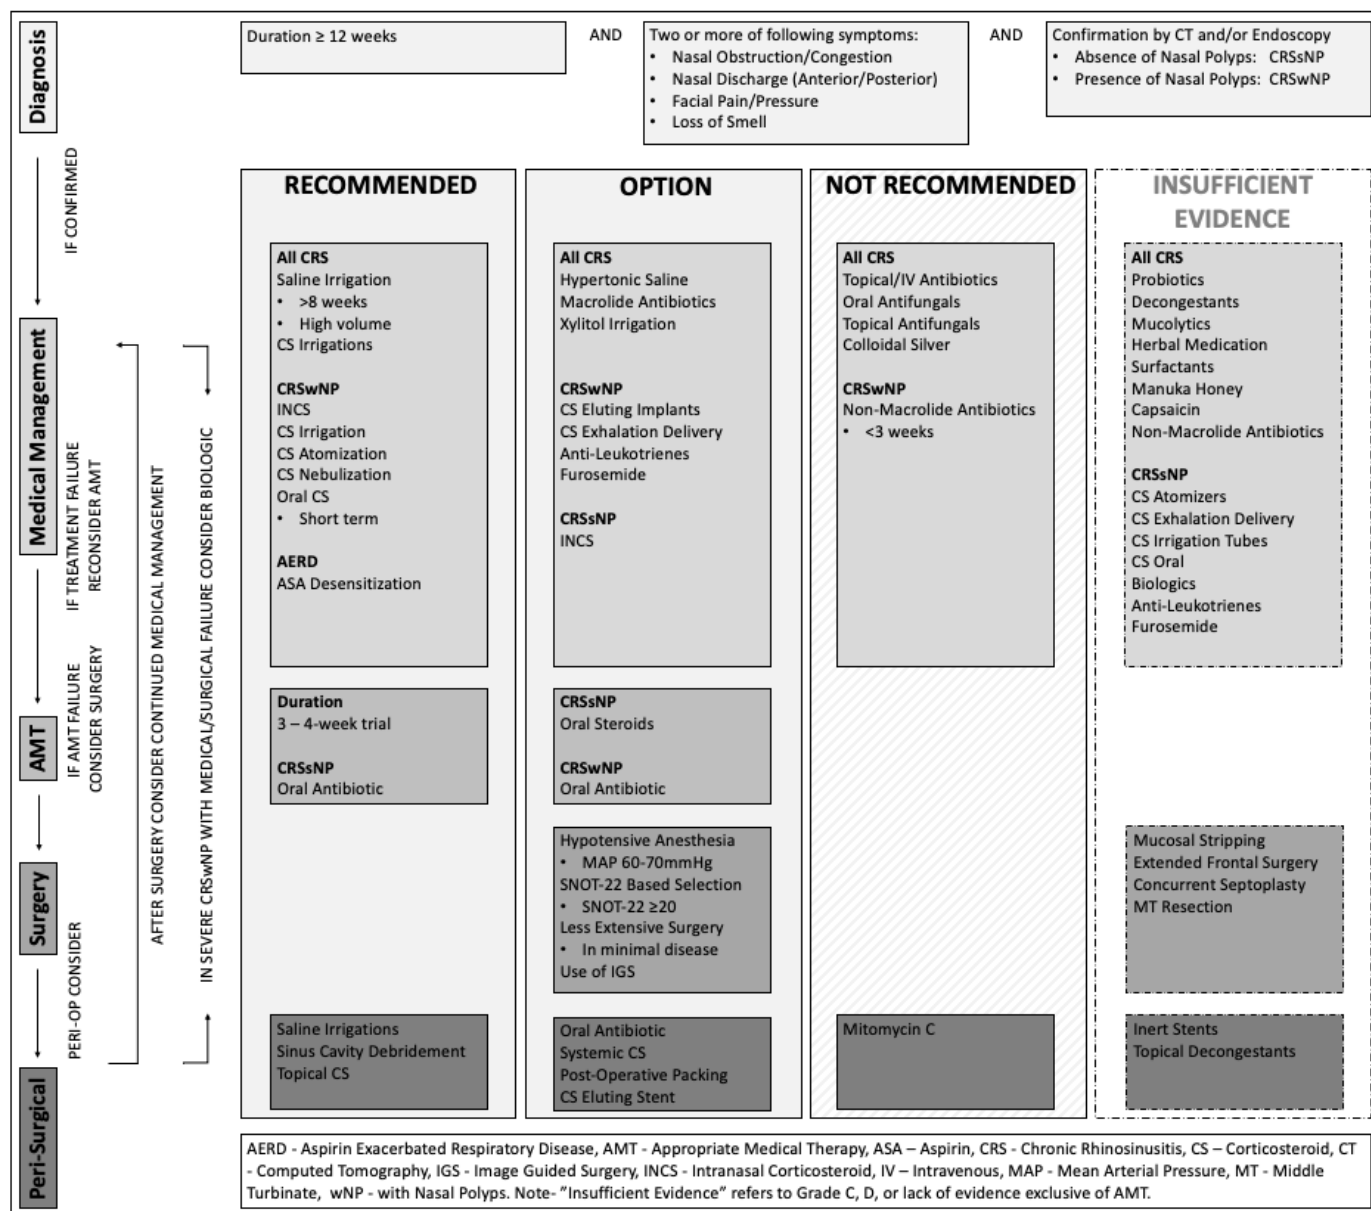 Diagnosis
Duration ≥ 12 weeks
AND
Two or more of following symptoms:
• Nasal Obstruction/Congestion
• Nasal Discharge (Anterior/Posterior)
• Facial Pain/Pressure
• Loss of Smell
AND
Confirmation by CT and/or Endoscopy
• Absence of Nasal Polyps: CRSsNP
• Presence of Nasal Polyps: CRSwNP
IF CONFIRMED
Medical Management
IF TREATMENT FAILURE
RECONSIDER AMT
AMT
IF AMT FAILURE
CONSIDER SURGERY
Surgery
PERI-OP CONSIDER
Peri-Surgical
AFTER SURGERY CONSIDER CONTINUED MEDICAL MANAGEMENT
IN SEVERE CRSwNP WITH MEDICAL/SURGICAL FAILURE CONSIDER BIOLOGIC
RECOMMENDED
All CRS
Saline Irrigation
• >8 weeks
• High volume
CS Irrigations
CRSwNP
INCS
CS Irrigation
CS Atomization
CS Nebulization
Oral CS
• Short term
AERD
ASA Desensitization
Duration
3 – 4-week trial
CRSsNP
Oral Antibiotic
Saline Irrigations
Sinus Cavity Debridement
Topical CS
OPTION
All CRS
Hypertonic Saline
Macrolide Antibiotics
Xylitol Irrigation
CRSwNP
CS Eluting Implants
CS Exhalation Delivery
Anti-Leukotrienes
Furosemide
CRSsNP
INCS
CRSsNP
Oral Steroids
CRSwNP
Oral Antibiotic
Hypotensive Anesthesia
• MAP 60-70mmHg
SNOT-22 Based Selection
• SNOT-22 ≥20
Less Extensive Surgery
• In minimal disease
Use of IGS
Oral Antibiotic
Systemic CS
Post-Operative Packing
CS Eluting Stent
NOT RECOMMENDED
All CRS
Topical/IV Antibiotics
Oral Antifungals
Topical Antifungals
Colloidal Silver
CRSwNP
Non-Macrolide Antibiotics
• <3 weeks
Mitomycin C
INSUFFICIENT
EVIDENCE
All CRS
Probiotics
Decongestants
Mucolytics
Herbal Medication
Surfactants
Manuka Honey
Capsaicin
Non-Macrolide Antibiotics
CRSsNP
CS Atomizers
CS Exhalation Delivery
CS Irrigation Tubes
CS Oral
Biologics
Anti-Leukotrienes
Furosemide
Mucosal Stripping
Extended Frontal Surgery
Concurrent Septoplasty
MT Resection
Inert Stents
Topical Decongestants
AERD - Aspirin Exacerbated Respiratory Disease, AMT - Appropriate Medical Therapy, ASA – Aspirin, CRS - Chronic Rhinosinusitis, CS – Corticosteroid, CT
- Computed Tomography, IGS - Image Guided Surgery, INCS - Intranasal Corticosteroid, IV – Intravenous, MAP - Mean Arterial Pressure, MT - Middle
Turbinate, wNP - with Nasal Polyps. Note- ”Insufficient Evidence” refers to Grade C, D, or lack of evidence exclusive of AMT.